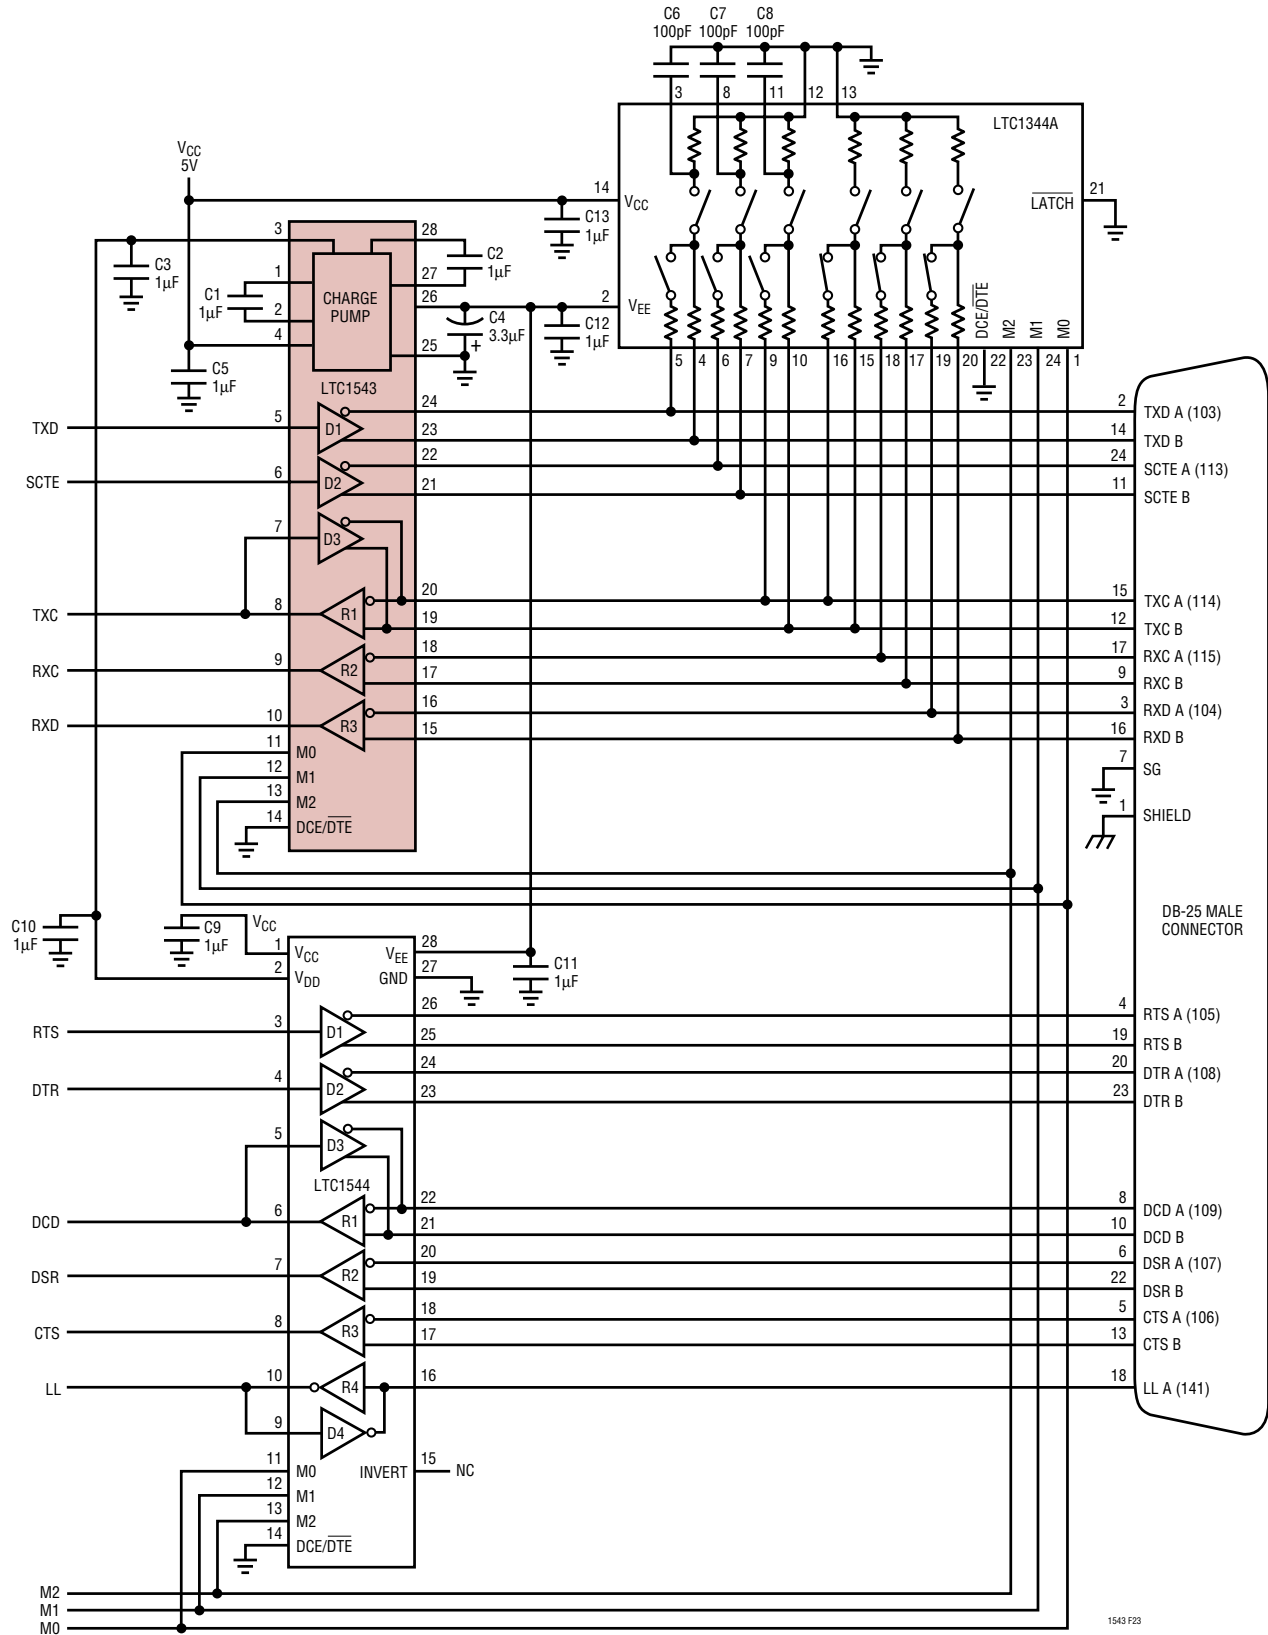 C6 C7 C8
100pF 100pF 100pF
3 8 11 12 13
LTC1344A
VCC
5V
14 VCC
LATCH 21
C13
1µF
3 28
C3
1µF
C2
1µF
1 27
C1
1µF
CHARGE
PUMP
2 26
2 VEE
C4
3.3µF
+
C12
1µF
DCE/DTE M2 M1 M0
4 25
C5
1µF
5 4 6 7 9 10 16 15 18 17 19 20 22 23 24 1
LTC1543
TXD 5 D1 24 2 TXD A (103)
23 14 TXD B
SCTE 6 D2 22 24 SCTE A (113)
21 11 SCTE B
7 D3
TXC 8 R1 20 15 TXC A (114)
19 12 TXC B
RXC 9 R2 18 17 RXC A (115)
17 9 RXC B
RXD 10 R3 16 3 RXD A (104)
15 16 RXD B
11 M0
12 M1
13 M2
14 DCE/DTE
7 SG
1 SHIELD
DB-25 MALE
CONNECTOR
C10
1µF
C9
1µF
VCC
1 VCC VEE 28
2 VDD GND 27
C11
1µF
RTS 3 D1 26 4 RTS A (105)
25 19 RTS B
DTR 4 D2 24 20 DTR A (108)
23 23 DTR B
5 D3
LTC1544
DCD 6 R1 22 8 DCD A (109)
21 10 DCD B
DSR 7 R2 20 6 DSR A (107)
19 22 DSR B
CTS 8 R3 18 5 CTS A (106)
17 13 CTS B
LL 10 R4 16 18 LL A (141)
9 D4
11 M0 INVERT 15 NC
12 M1
13 M2
14 DCE/DTE
M2
M1
M0
1543 F23